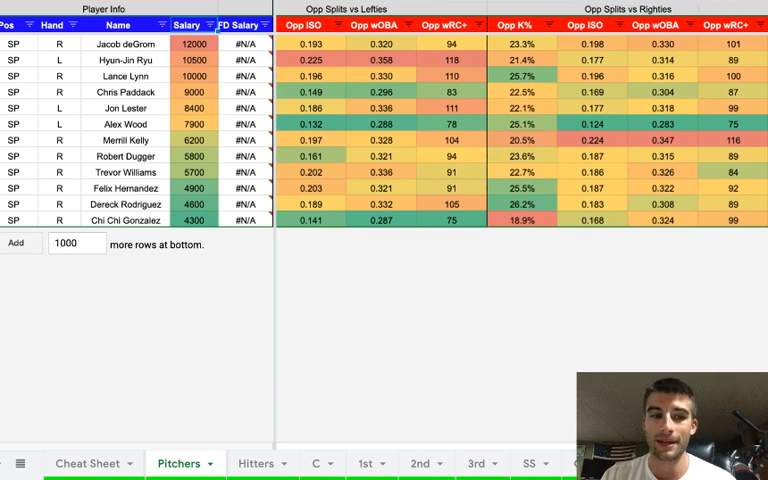 Player Info Opp Splits vs Lefties Opp Splits vs Righties
Pos Hand Name Salary FD Salary Opp ISO Opp wOBA Opp wRC+ Opp K% Opp ISO Opp wOBA Opp wRC+
SP R Jacob deGrom 12000 #N/A 0.193 0.320 94 23.3% 0.198 0.330 101
SP L Hyun-Jin Ryu 10500 #N/A 0.225 0.358 118 21.4% 0.177 0.314 89
SP R Lance Lynn 10000 #N/A 0.196 0.330 110 25.7% 0.196 0.316 100
SP R Chris Paddack 9000 #N/A 0.149 0.296 83 22.5% 0.169 0.304 87
SP L Jon Lester 8400 #N/A 0.186 0.336 111 22.1% 0.177 0.318 99
SP L Alex Wood 7900 #N/A 0.132 0.288 78 25.1% 0.124 0.283 75
SP R Merrill Kelly 6200 #N/A 0.197 0.328 104 20.5% 0.224 0.347 116
SP R Robert Dugger 5800 #N/A 0.161 0.321 94 23.6% 0.187 0.315 89
SP R Trevor Williams 5700 #N/A 0.202 0.336 91 22.7% 0.186 0.326 84
SP R Felix Hernandez 4900 #N/A 0.203 0.321 91 25.5% 0.187 0.322 92
SP R Dereck Rodriguez 4600 #N/A 0.189 0.332 105 26.2% 0.183 0.308 89
SP R Chi Chi Gonzalez 4300 #N/A 0.141 0.287 75 18.9% 0.168 0.324 99
Add 1000 more rows at bottom.
Cheat Sheet Pitchers Hitters C 1st 2nd 3rd SS